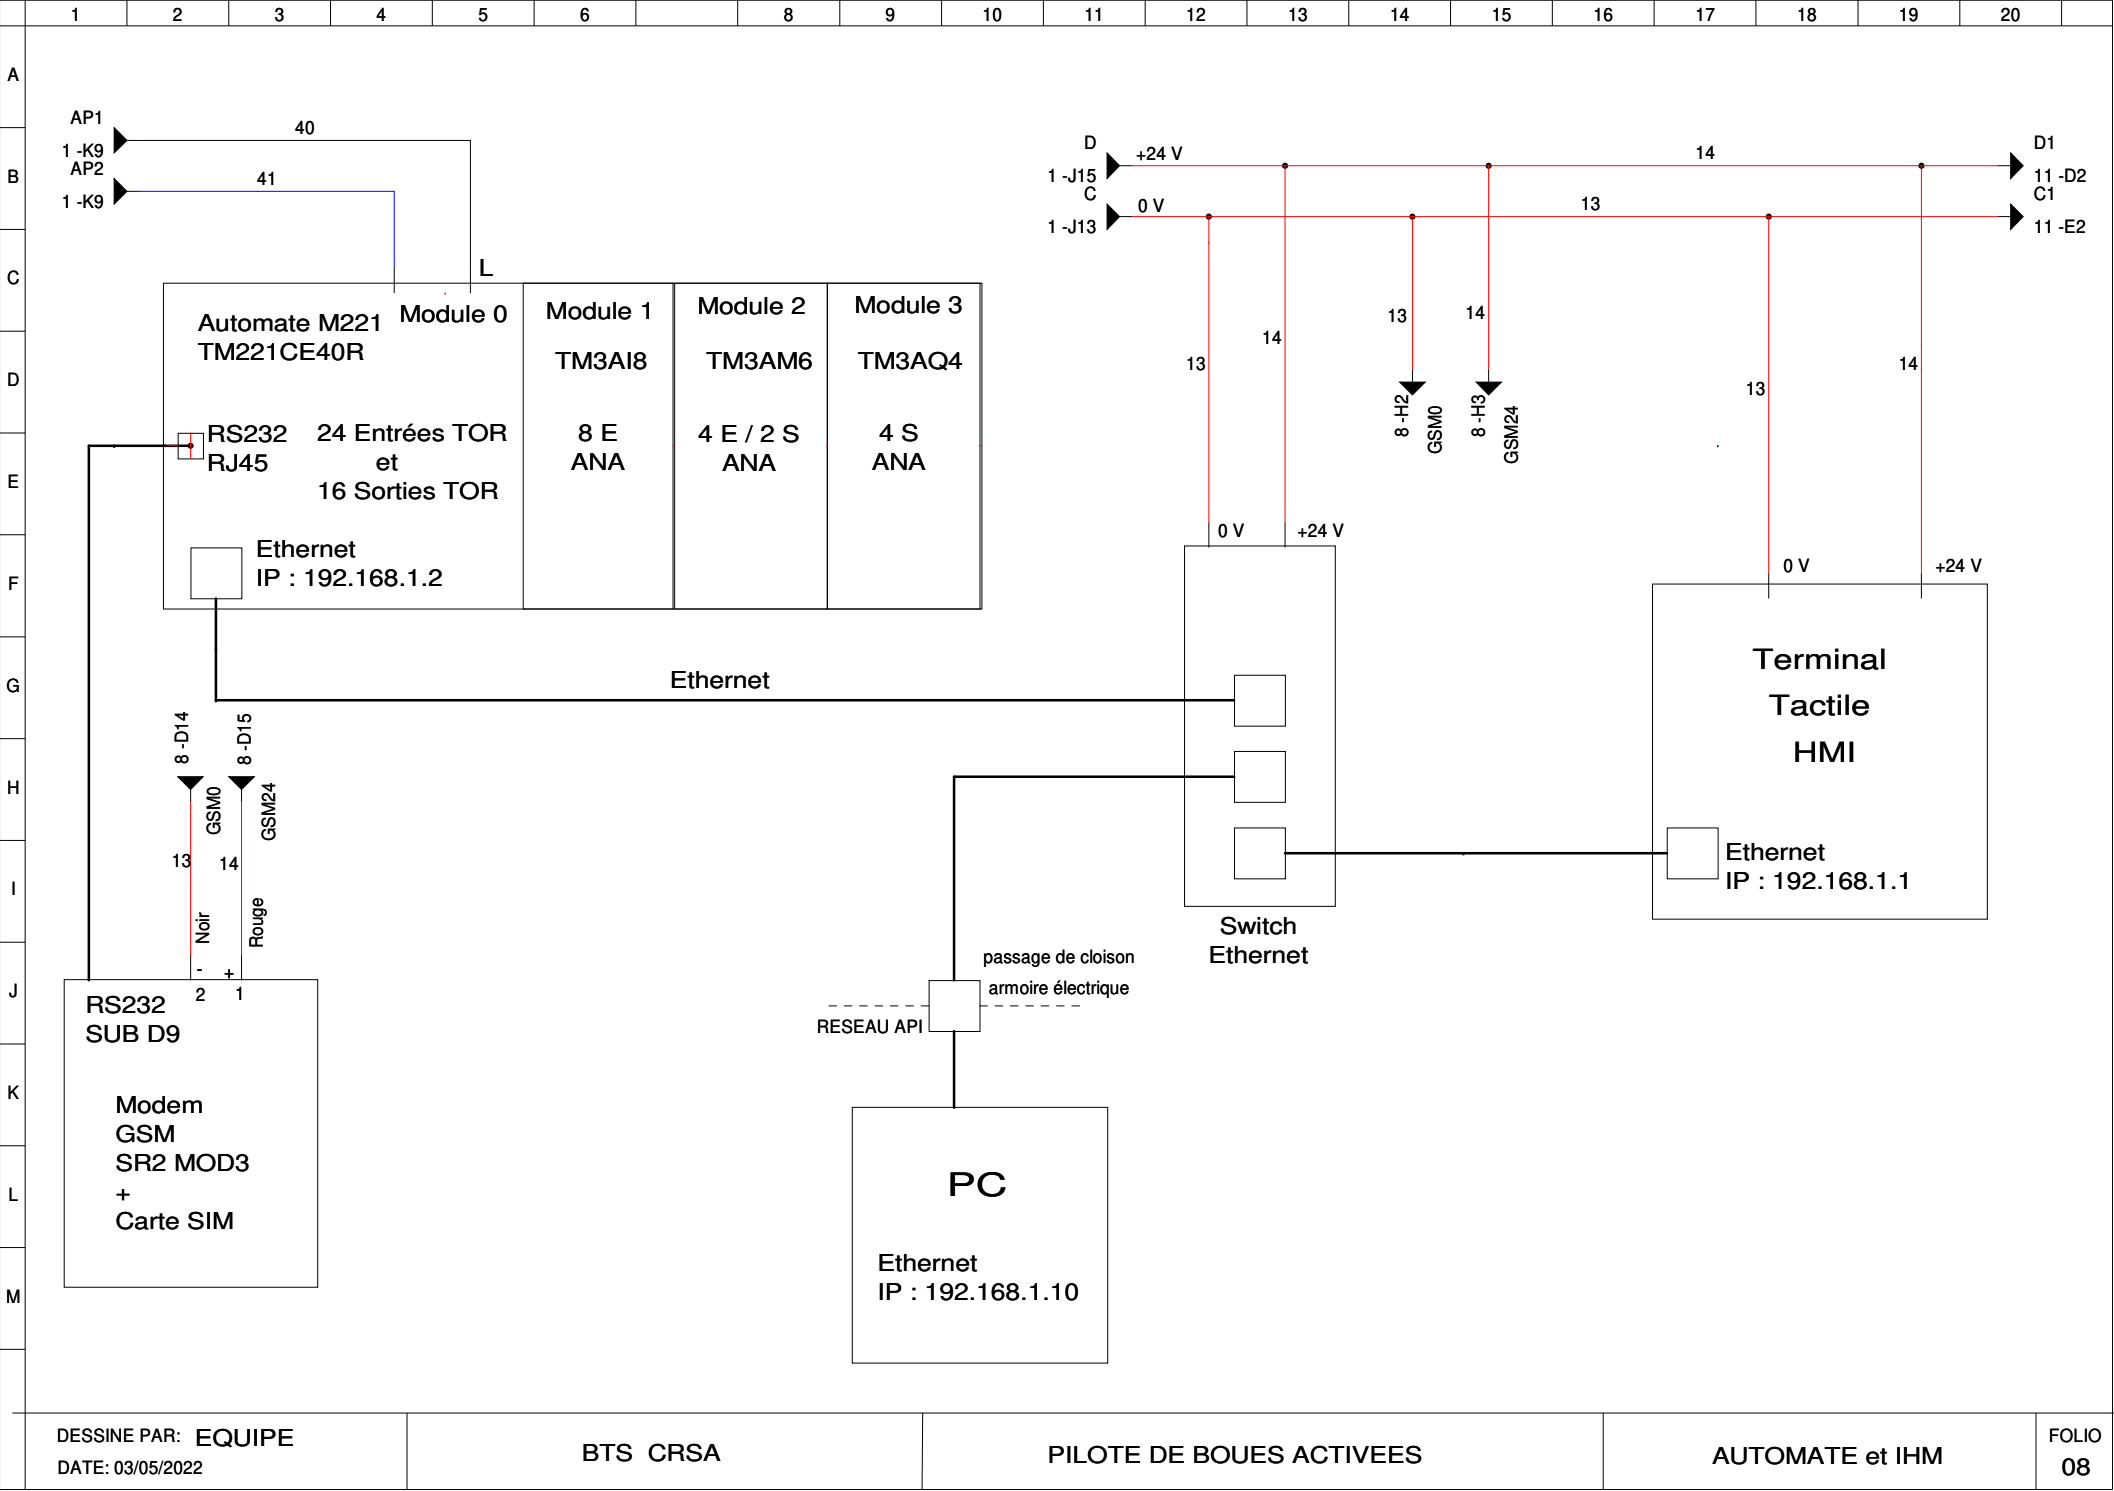 1 2 3 4 5 6 7 8 9 10 11 12 13 14 15 16 17 18 19 20
A
B
C
D
E
F
G
H
I
J
K
L
M
AP1
1 -K9
40
AP2
1 -K9
41
L
Automate M221
TM221CE40R
Module 0
RS232
RJ45
24 Entrées TOR
et
16 Sorties TOR
Ethernet
IP : 192.168.1.2
Module 1
TM3AI8
8 E
ANA
Module 2
TM3AM6
4 E / 2 S
ANA
Module 3
TM3AQ4
4 S
ANA
D
1 -J15
+24 V
14
D1
11 -D2
C
1 -J13
0 V
13
C1
11 -E2
13
14
13
14
13
14
8 -H2
GSM0
8 -H3
GSM24
0 V
+24 V
0 V
+24 V
Ethernet
Switch
Ethernet
Terminal
Tactile
HMI
Ethernet
IP : 192.168.1.1
8 -D14
GSM0
8 -D15
GSM24
13
14
Noir
Rouge
-
+
2
1
RS232
SUB D9
Modem
GSM
SR2 MOD3
+
Carte SIM
passage de cloison
armoire électrique
RESEAU API
PC
Ethernet
IP : 192.168.1.10
DESSINE PAR: EQUIPE
DATE: 03/05/2022
BTS CRSA
PILOTE DE BOUES ACTIVEES
AUTOMATE et IHM
FOLIO
08